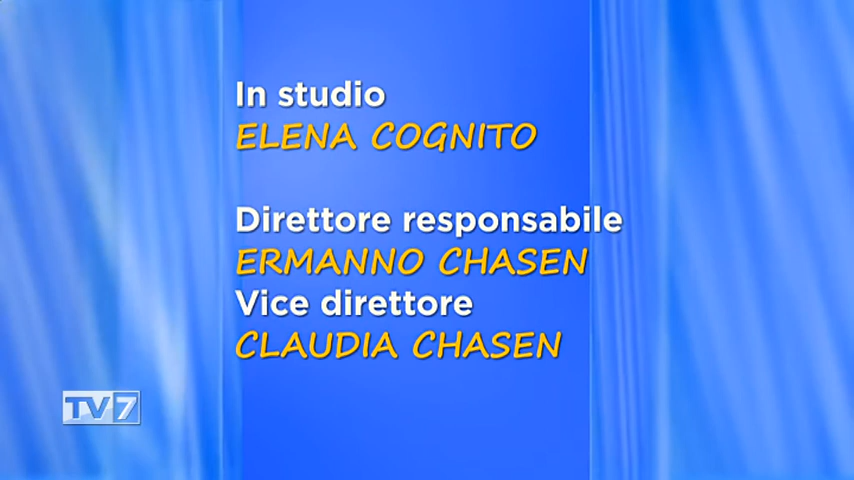 In studio
ELENA COGNITO
Direttore responsabile
ERMANNO CHASEN
Vice direttore
CLAUDIA CHASEN
TV7